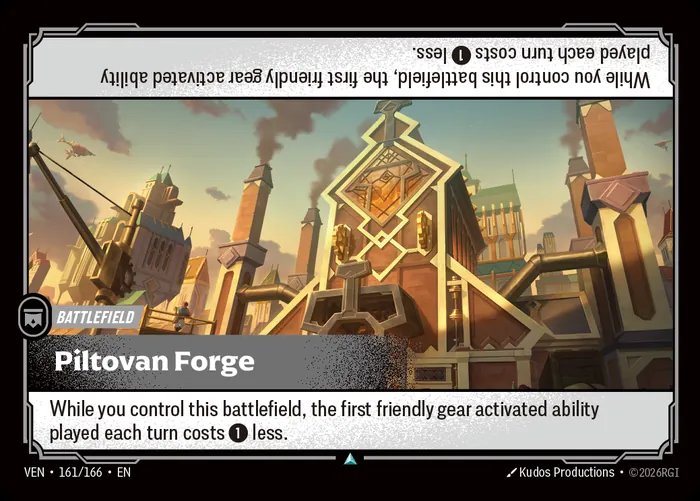 While you control this battlefield, the first friendly gear activated ability
played each turn costs 1 less.
BATTLEFIELD
Piltovan Forge
While you control this battlefield, the first friendly gear activated ability
played each turn costs 1 less.
VEN • 161/166 • EN
Kudos Productions • ©2026RGI